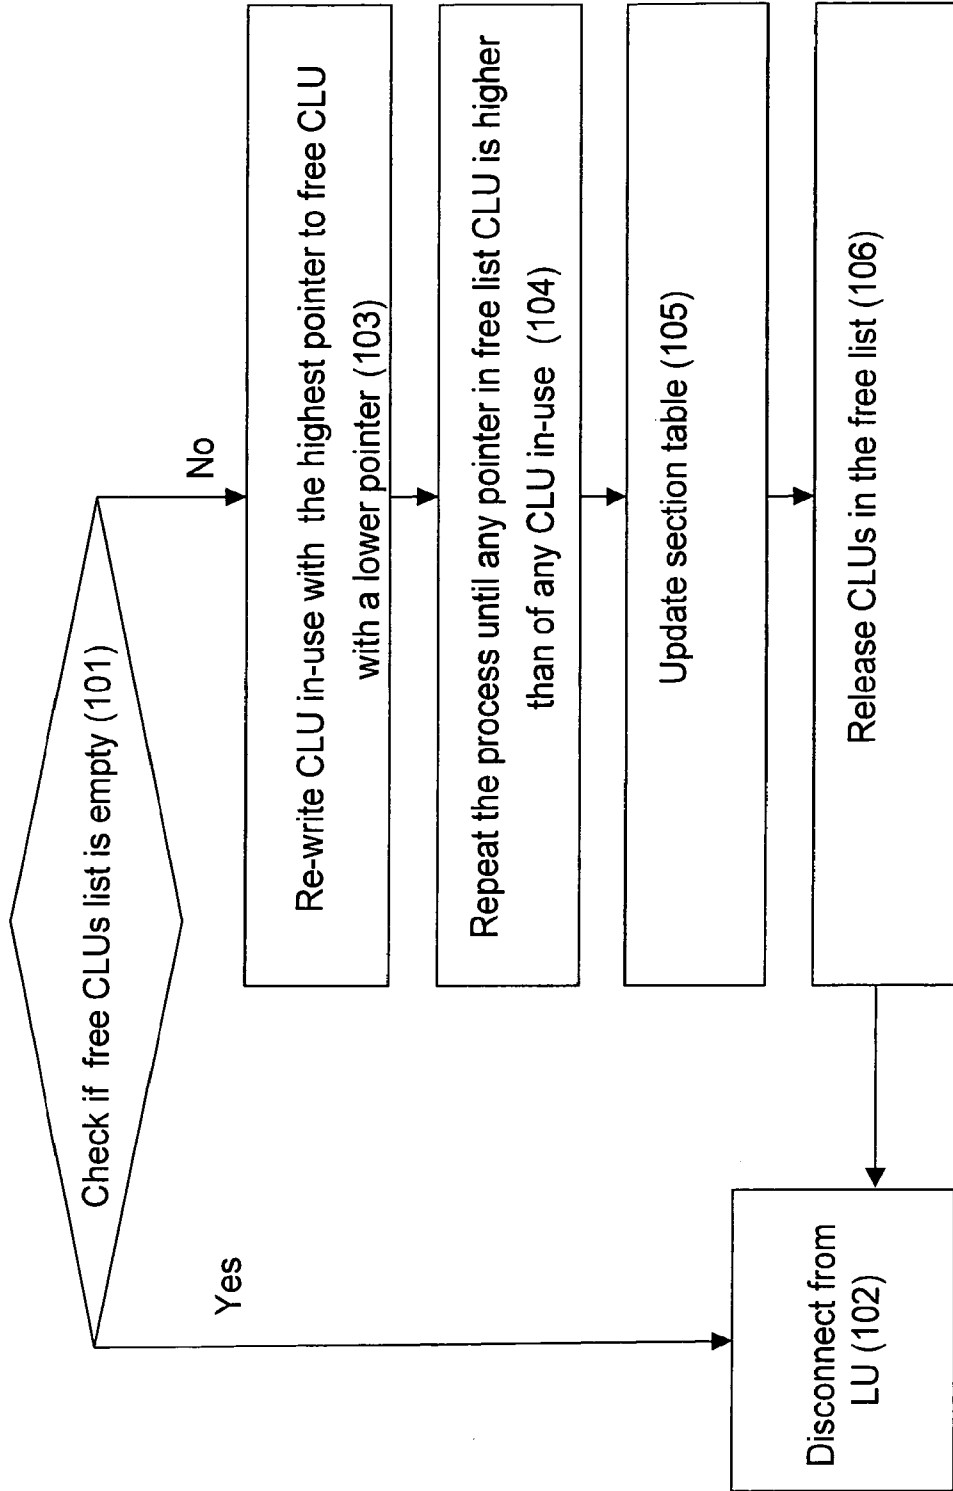 Check if free CLUs list is empty (101)
Yes
No
Re-write CLU in-use with the highest pointer to free CLU
with a lower pointer (103)
Repeat the process until any pointer in free list CLU is higher
than of any CLU in-use (104)
Update section table (105)
Release CLUs in the free list (106)
Disconnect from
LU (102)